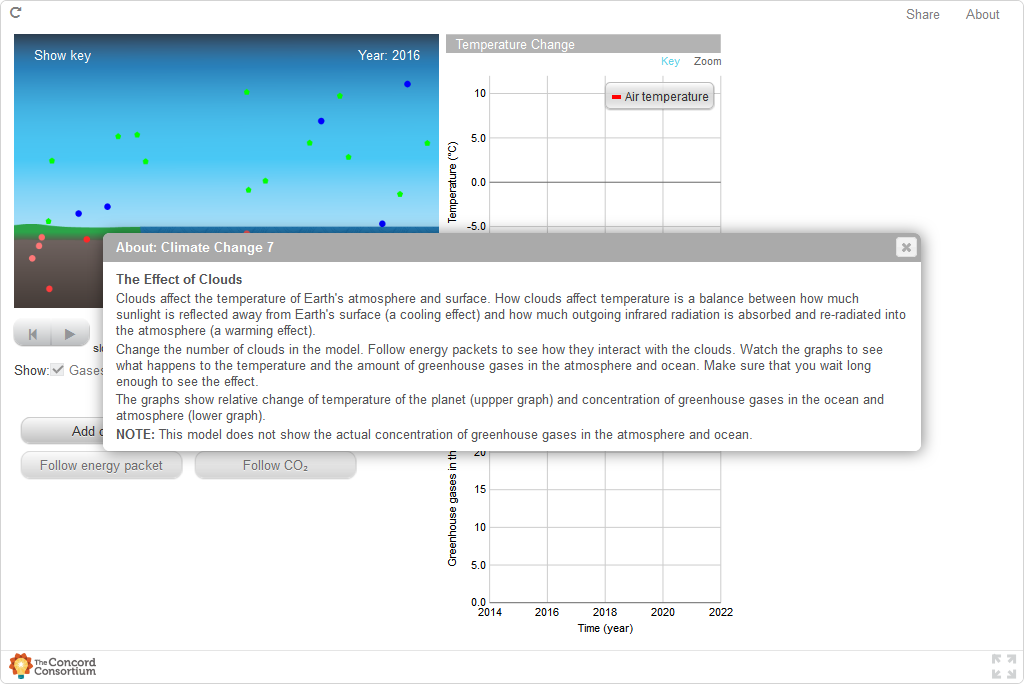 Share About
Show key
Year: 2016
Temperature Change
Key Zoom
Air temperature
Temperature (°C)
10
5.0
0.0
-5.0
About: Climate Change 7
The Effect of Clouds
Clouds affect the temperature of Earth's atmosphere and surface. How clouds affect temperature is a balance between how much
sunlight is reflected away from Earth's surface (a cooling effect) and how much outgoing infrared radiation is absorbed and re-radiated into
the atmosphere (a warming effect).
Change the number of clouds in the model. Follow energy packets to see how they interact with the clouds. Watch the graphs to see
what happens to the temperature and the amount of greenhouse gases in the atmosphere and ocean. Make sure that you wait long
enough to see the effect.
The graphs show relative change of temperature of the planet (uppper graph) and concentration of greenhouse gases in the ocean and
atmosphere (lower graph).
NOTE: This model does not show the actual concentration of greenhouse gases in the atmosphere and ocean.
Show: Gases
Add
Follow energy packet
Follow CO₂
Greenhouse gases in th
20
15
10
5.0
0.0
2014 2016 2018 2020 2022
Time (year)
The Concord
Consortium